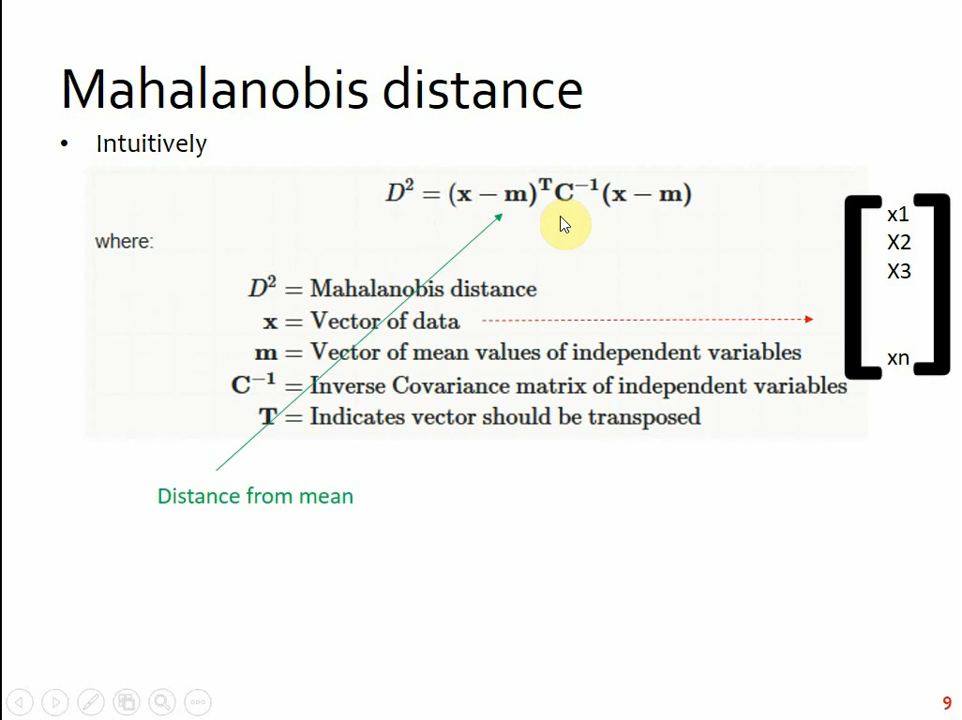 Mahalanobis distance
• Intuitively
D² = (x − m)ᵀ C⁻¹ (x − m)
where:
D² = Mahalanobis distance
x = Vector of data
m = Vector of mean values of independent variables
C⁻¹ = Inverse Covariance matrix of independent variables
T = Indicates vector should be transposed
x1
X2
X3
xn
Distance from mean
9